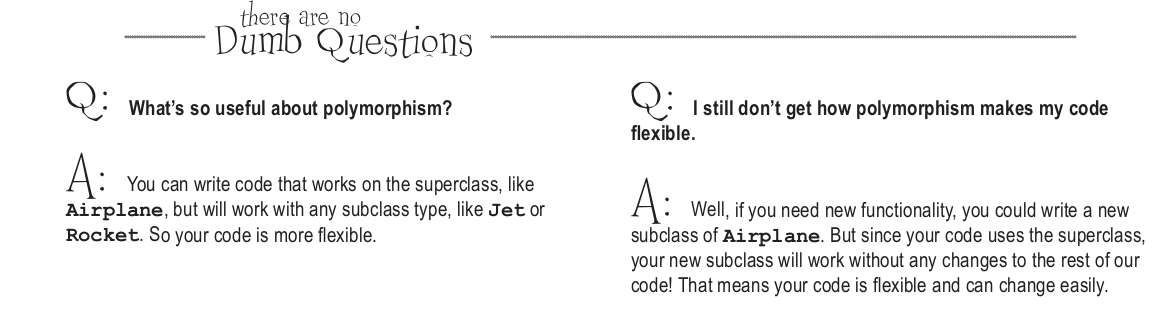 there are no
Dumb Questions
Q: What's so useful about polymorphism?
A: You can write code that works on the superclass, like
Airplane, but will work with any subclass type, like Jet or
Rocket. So your code is more flexible.
Q: I still don't get how polymorphism makes my code
flexible.
A: Well, if you need new functionality, you could write a new
subclass of Airplane. But since your code uses the superclass,
your new subclass will work without any changes to the rest of our
code! That means your code is flexible and can change easily.